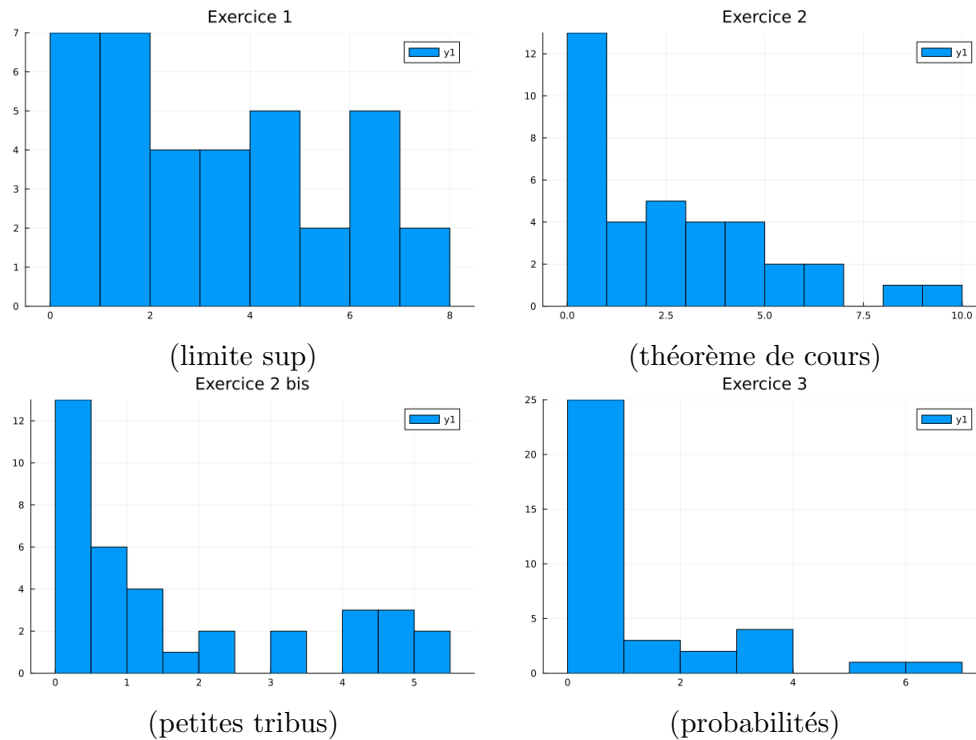 Exercice 1
y1
7
6
5
4
3
2
1
0
0 2 4 6 8
(limite sup)
Exercice 2
y1
12
10
8
6
4
2
0
0.0 2.5 5.0 7.5 10.0
(théorème de cours)
Exercice 2 bis
y1
12
10
8
6
4
2
0
0 1 2 3 4 5
(petites tribus)
Exercice 3
y1
25
20
15
10
5
0
0 2 4 6
(probabilités)